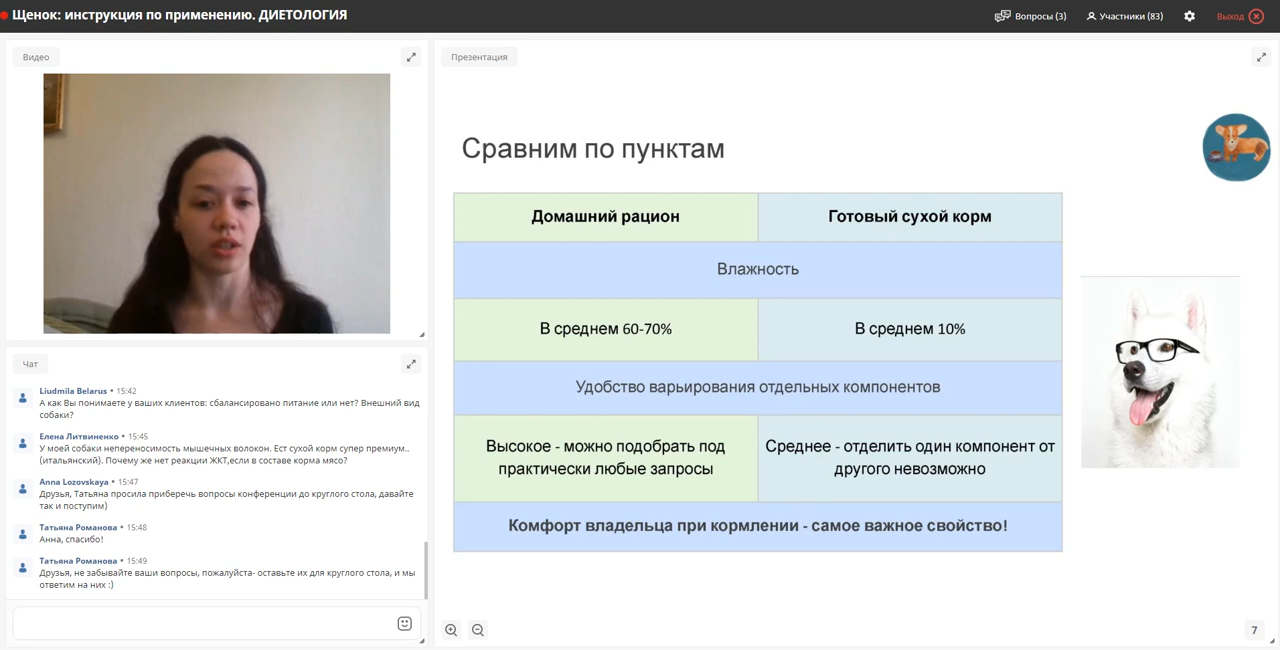 Щенок: инструкция по применению. ДИЕТОЛОГИЯ
Вопросы (3)
Участники (83)
Выход
Видео
Чат
Liudmila Belarus • 15:42
А как Вы понимаете у ваших клиентов: сбалансировано питание или нет? Внешний вид
собаки?
Елена Литвиненко • 15:45
У моей собаки непереносимость мышечных волокон. Ест сухой корм супер премиум..
(итальянский). Почему же нет реакции ЖКТ,если в составе корма мясо?
Anna Lozovskaya • 15:47
Друзья, Татьяна просила приберечь вопросы конференции до круглого стола, давайте
так и поступим)
Татьяна Романова • 15:48
Анна, спасибо!
Татьяна Романова • 15:49
Друзья, не забывайте ваши вопросы, пожалуйста- оставьте их для круглого стола, и мы
ответим на них :)
Презентация
Сравним по пунктам
Домашний рацион
Готовый сухой корм
Влажность
В среднем 60-70%
В среднем 10%
Удобство варьирования отдельных компонентов
Высокое - можно подобрать под
практически любые запросы
Среднее - отделить один компонент от
другого невозможно
Комфорт владельца при кормлении - самое важное свойство!
7